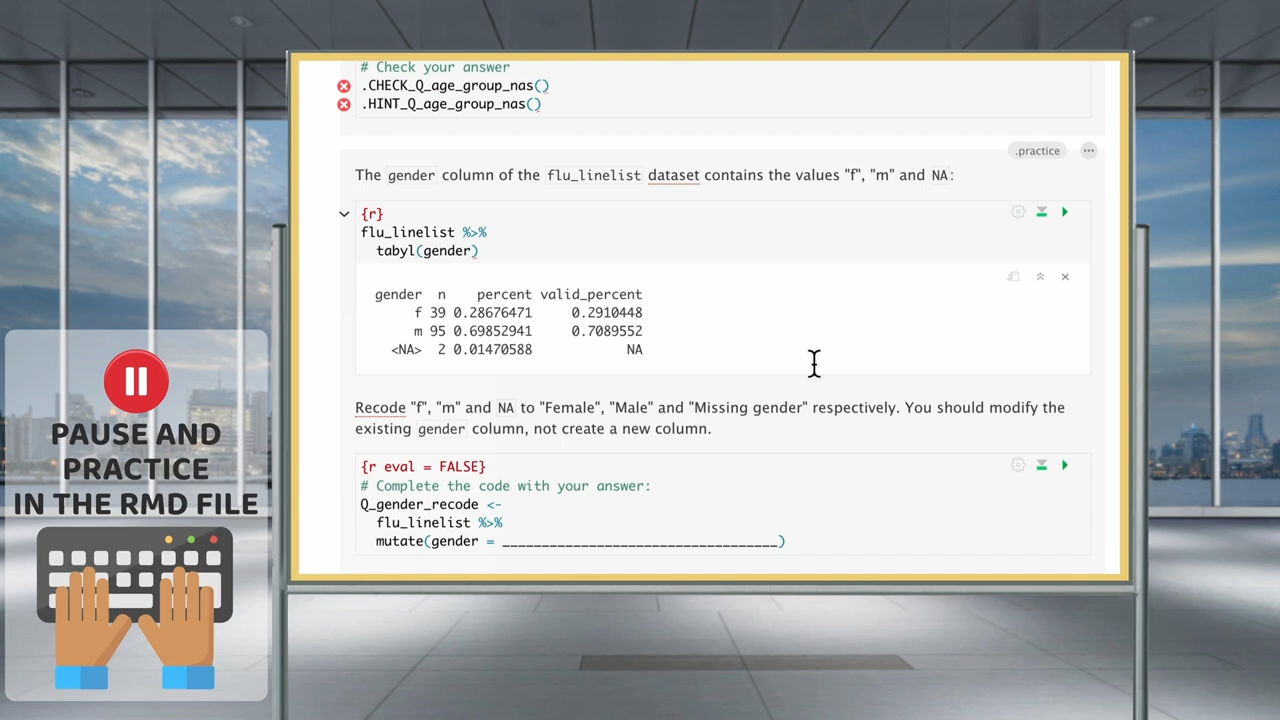 # Check your answer
.CHECK_Q_age_group_nas()
.HINT_Q_age_group_nas()
.practice
The gender column of the flu_linelist dataset contains the values "f", "m" and NA:
{r}
flu_linelist %>%
tabyl(gender)
gender n percent valid_percent
f 39 0.28676471 0.2910448
m 95 0.69852941 0.7089552
<NA> 2 0.01470588 NA
Recode "f", "m" and NA to "Female", "Male" and "Missing gender" respectively. You should modify the
existing gender column, not create a new column.
{r eval = FALSE}
# Complete the code with your answer:
Q_gender_recode <-
flu_linelist %>%
mutate(gender = ___________________________________)
PAUSE AND
PRACTICE
IN THE RMD FILE